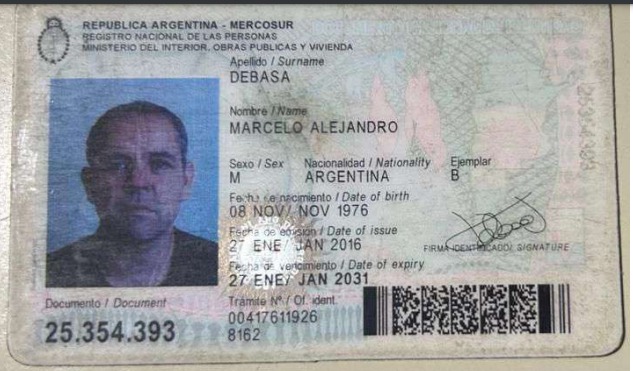 REPUBLICA ARGENTINA - MERCOSUR
REGISTRO NACIONAL DE LAS PERSONAS
MINISTERIO DEL INTERIOR, OBRAS PUBLICAS Y VIVIENDA
Apellido / Surname
DEBASA
Nombre / Name
MARCELO ALEJANDRO
Sexo / Sex Nacionalidad / Nationality Ejemplar
M ARGENTINA B
Fecha de nacimiento / Date of birth
08 NOV/ NOV 1976
Fecha de emisión / Date of issue
27 ENE/ JAN 2016
FIRMA IDENTIFICADO/ SIGNATURE
Fecha de vencimiento / Date of expiry
27 ENE/ JAN 2031
Documento / Document
25.354.393
Trámite Nº / Of. ident.
00417611926
8162